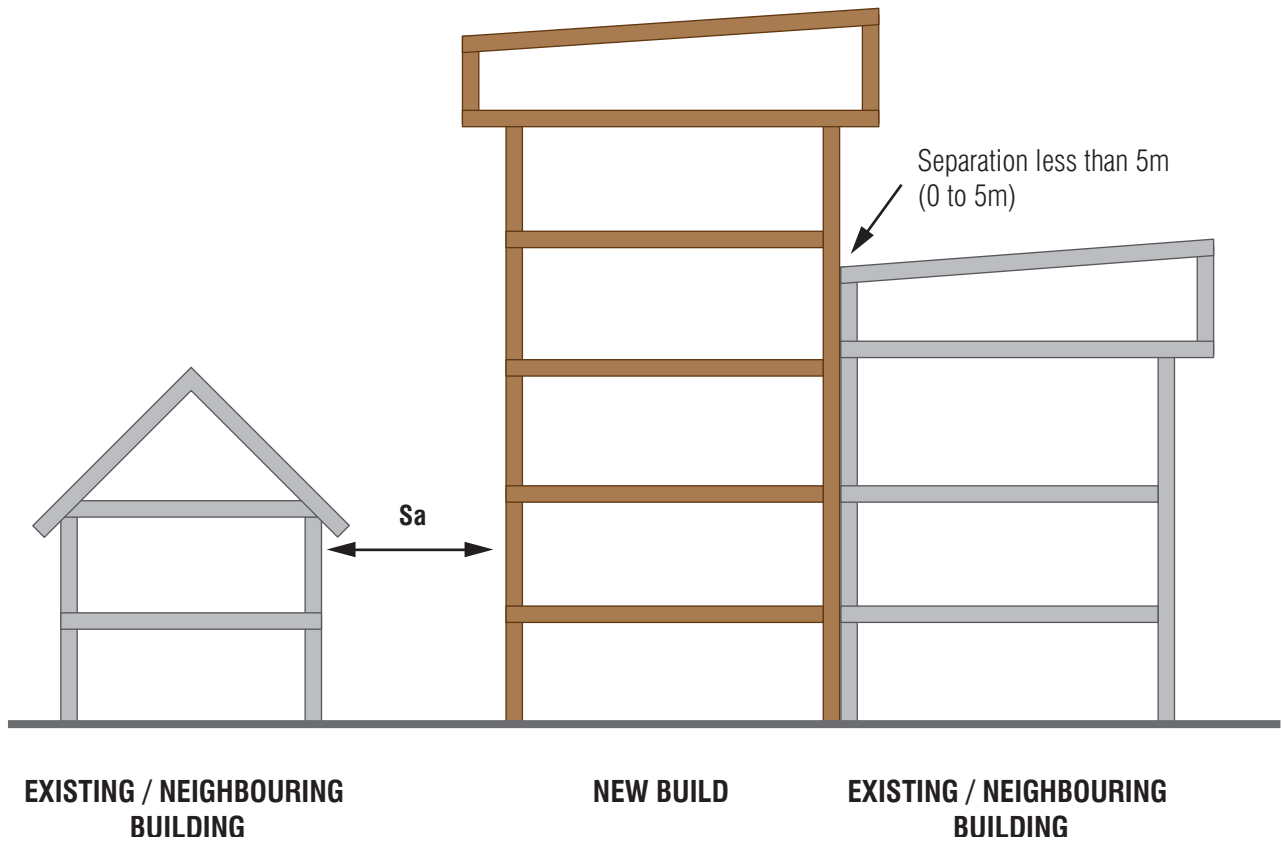 Separation less than 5m
(0 to 5m)
Sa
EXISTING / NEIGHBOURING
BUILDING
NEW BUILD
EXISTING / NEIGHBOURING
BUILDING